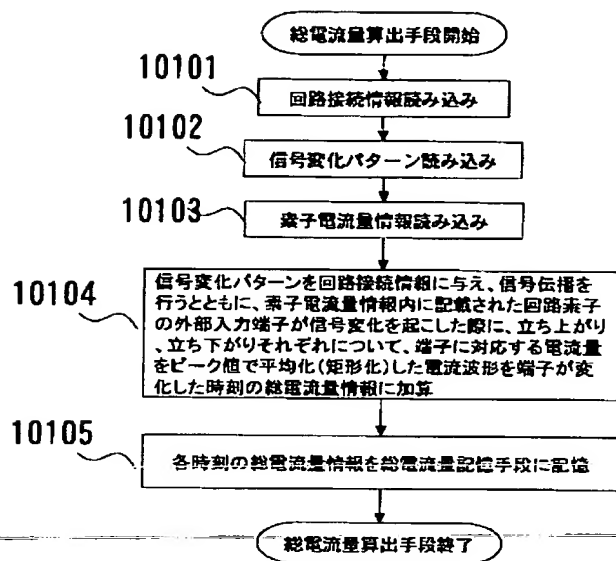 総電流量算出手段開始
10101
回路接続情報読み込み
10102
信号変化パターン読み込み
10103
素子電流量情報読み込み
10104
信号変化パターンを回路接続情報に与え、信号伝播を
行うとともに、素子電流量情報内に記載された回路素子
の外部入力端子が信号変化を起こした際に、立ち上がり
、立ち下がりそれぞれについて、端子に対応する電流量
をピーク値で平均化(矩形化)した電流波形を端子が変
化した時刻の総電流量情報に加算
10105
各時刻の総電流量情報を総電流量記憶手段に記憶
総電流量算出手段終了